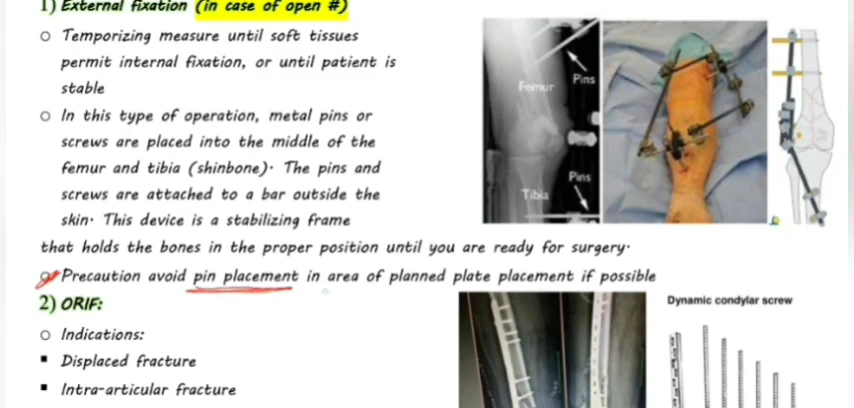 1) External fixation (in case of open #)
o Temporizing measure until soft tissues
permit internal fixation, or until patient is
stable
o In this type of operation, metal pins or
screws are placed into the middle of the
femur and tibia (shinbone). The pins and
screws are attached to a bar outside the
skin. This device is a stabilizing frame
that holds the bones in the proper position until you are ready for surgery.
Precaution avoid pin placement in area of planned plate placement if possible
Femur
Pins
Pins
Tibia
2) ORIF:
o Indications:
▪ Displaced fracture
▪ Intra-articular fracture
Dynamic condylar screw